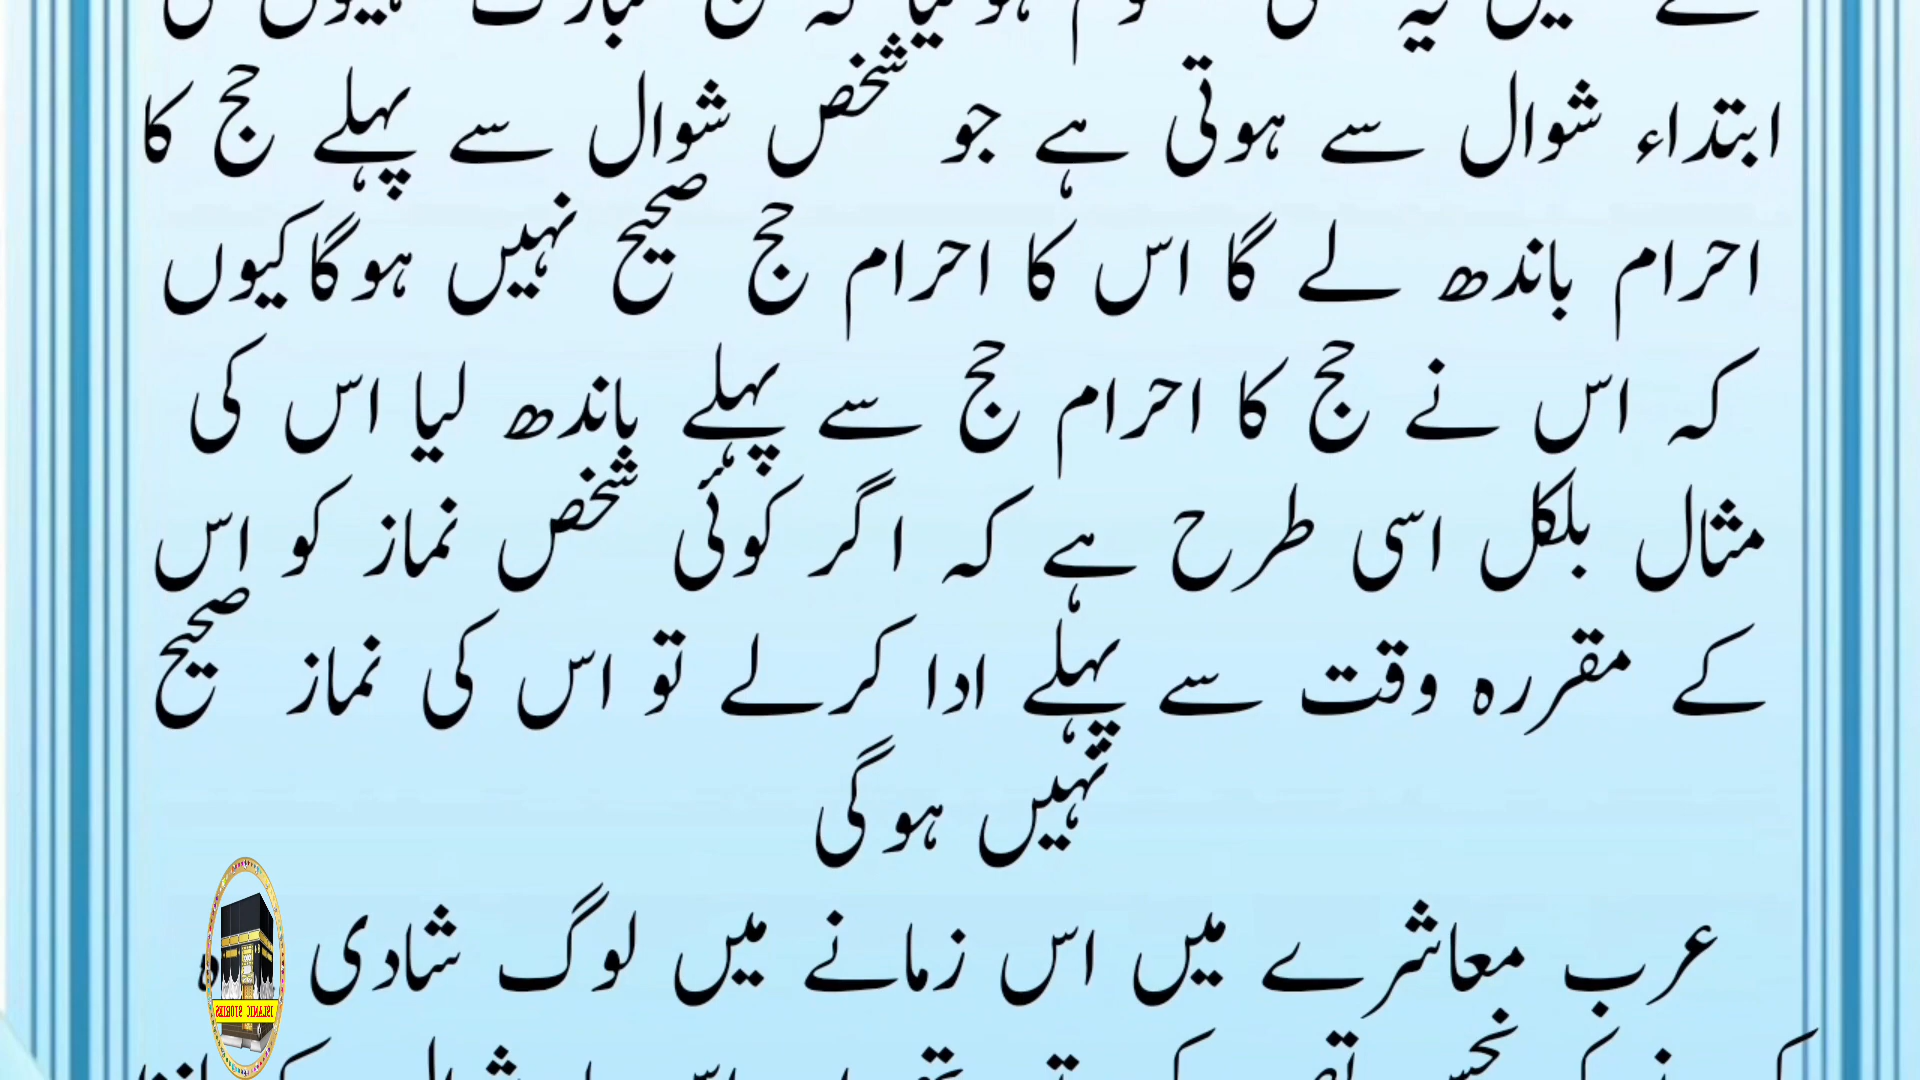 ابتداء شوال سے ہوتی ہے جو شخص شوال سے پہلے حج کا
احرام باندھ لے گا اس کا احرام حج صحیح نہیں ہوگا کیوں
کہ اس نے حج کا احرام حج سے پہلے باندھ لیا اس کی
مثال بلکل اسی طرح ہے کہ اگر کوئی شخص نماز کو اس
کے مقررہ وقت سے پہلے ادا کرلے تو اس کی نماز صحیح
نہیں ہوگی
عرب معاشرے میں اس زمانے میں لوگ شادی
ISLAMIC STORIES